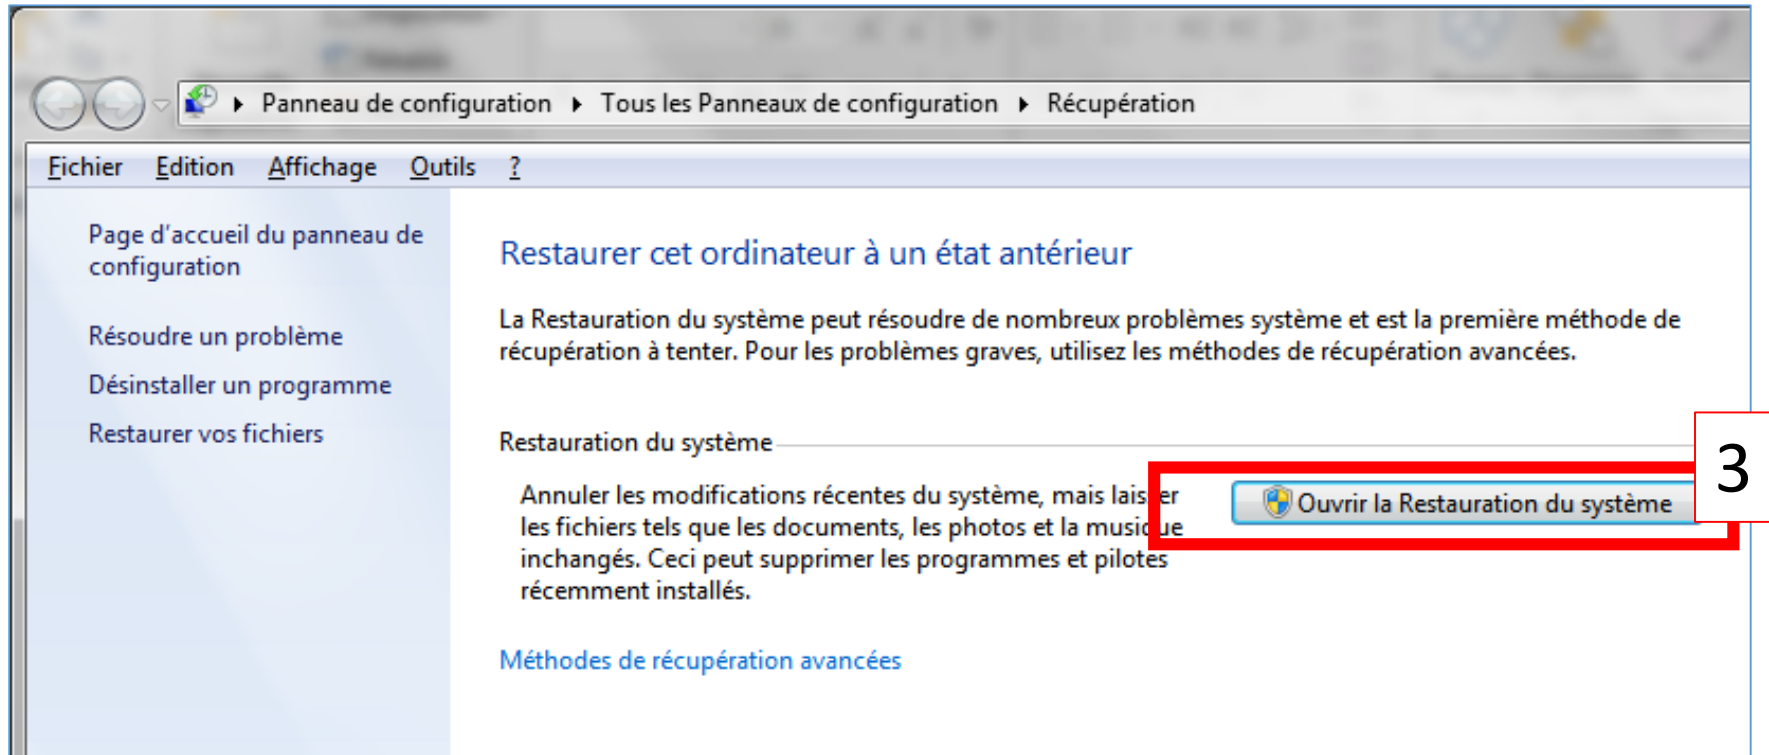 Panneau de configuration Tous les Panneaux de configuration Récupération
Fichier Edition Affichage Outils ?
Page d'accueil du panneau de
configuration
Résoudre un problème
Désinstaller un programme
Restaurer vos fichiers
Restaurer cet ordinateur à un état antérieur
La Restauration du système peut résoudre de nombreux problèmes système et est la première méthode de
récupération à tenter. Pour les problèmes graves, utilisez les méthodes de récupération avancées.
Restauration du système
Annuler les modifications récentes du système, mais laisser
les fichiers tels que les documents, les photos et la musique
inchangés. Ceci peut supprimer les programmes et pilotes
récemment installés.
Ouvrir la Restauration du système
3
Méthodes de récupération avancées